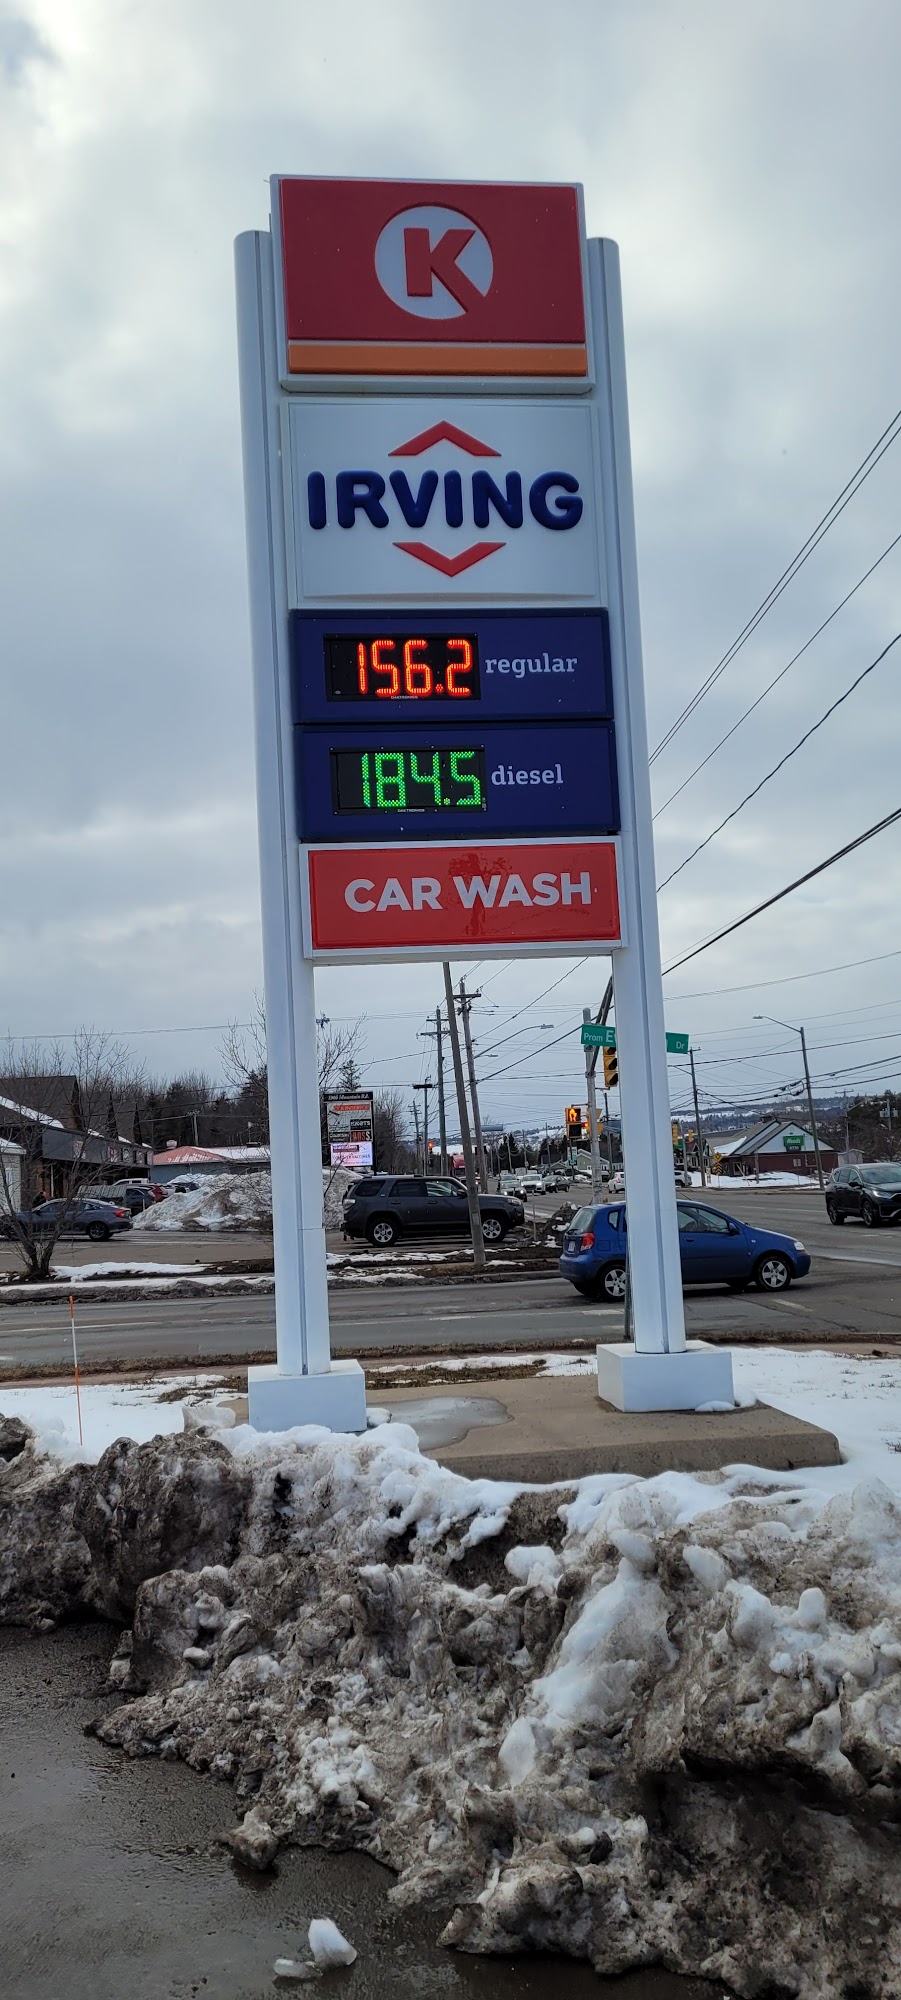 K
IRVING
156.2 regular
184.5 diesel
CAR WASH
Prom E
Dr